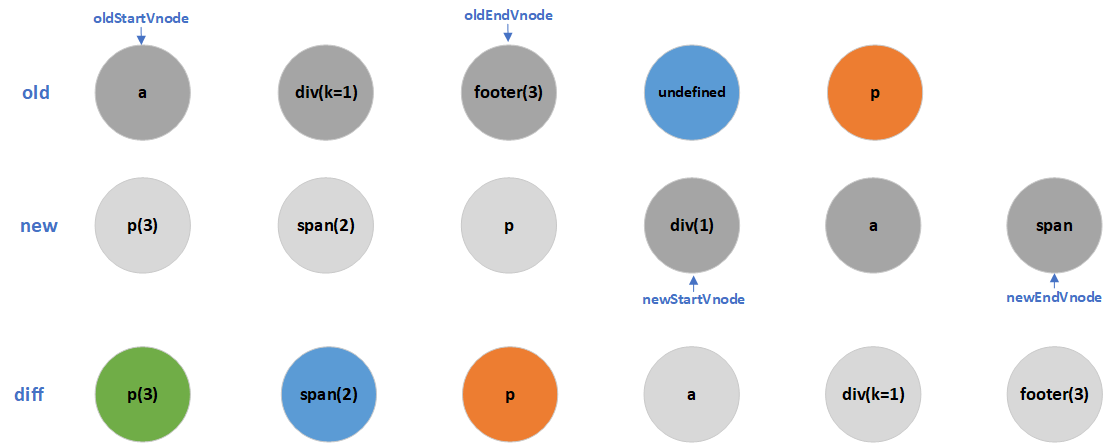 oldStartVnode oldEndVnode
old a div(k=1) footer(3) undefined p
new p(3) span(2) p div(1) a span
newStartVnode newEndVnode
diff p(3) span(2) p a div(k=1) footer(3)